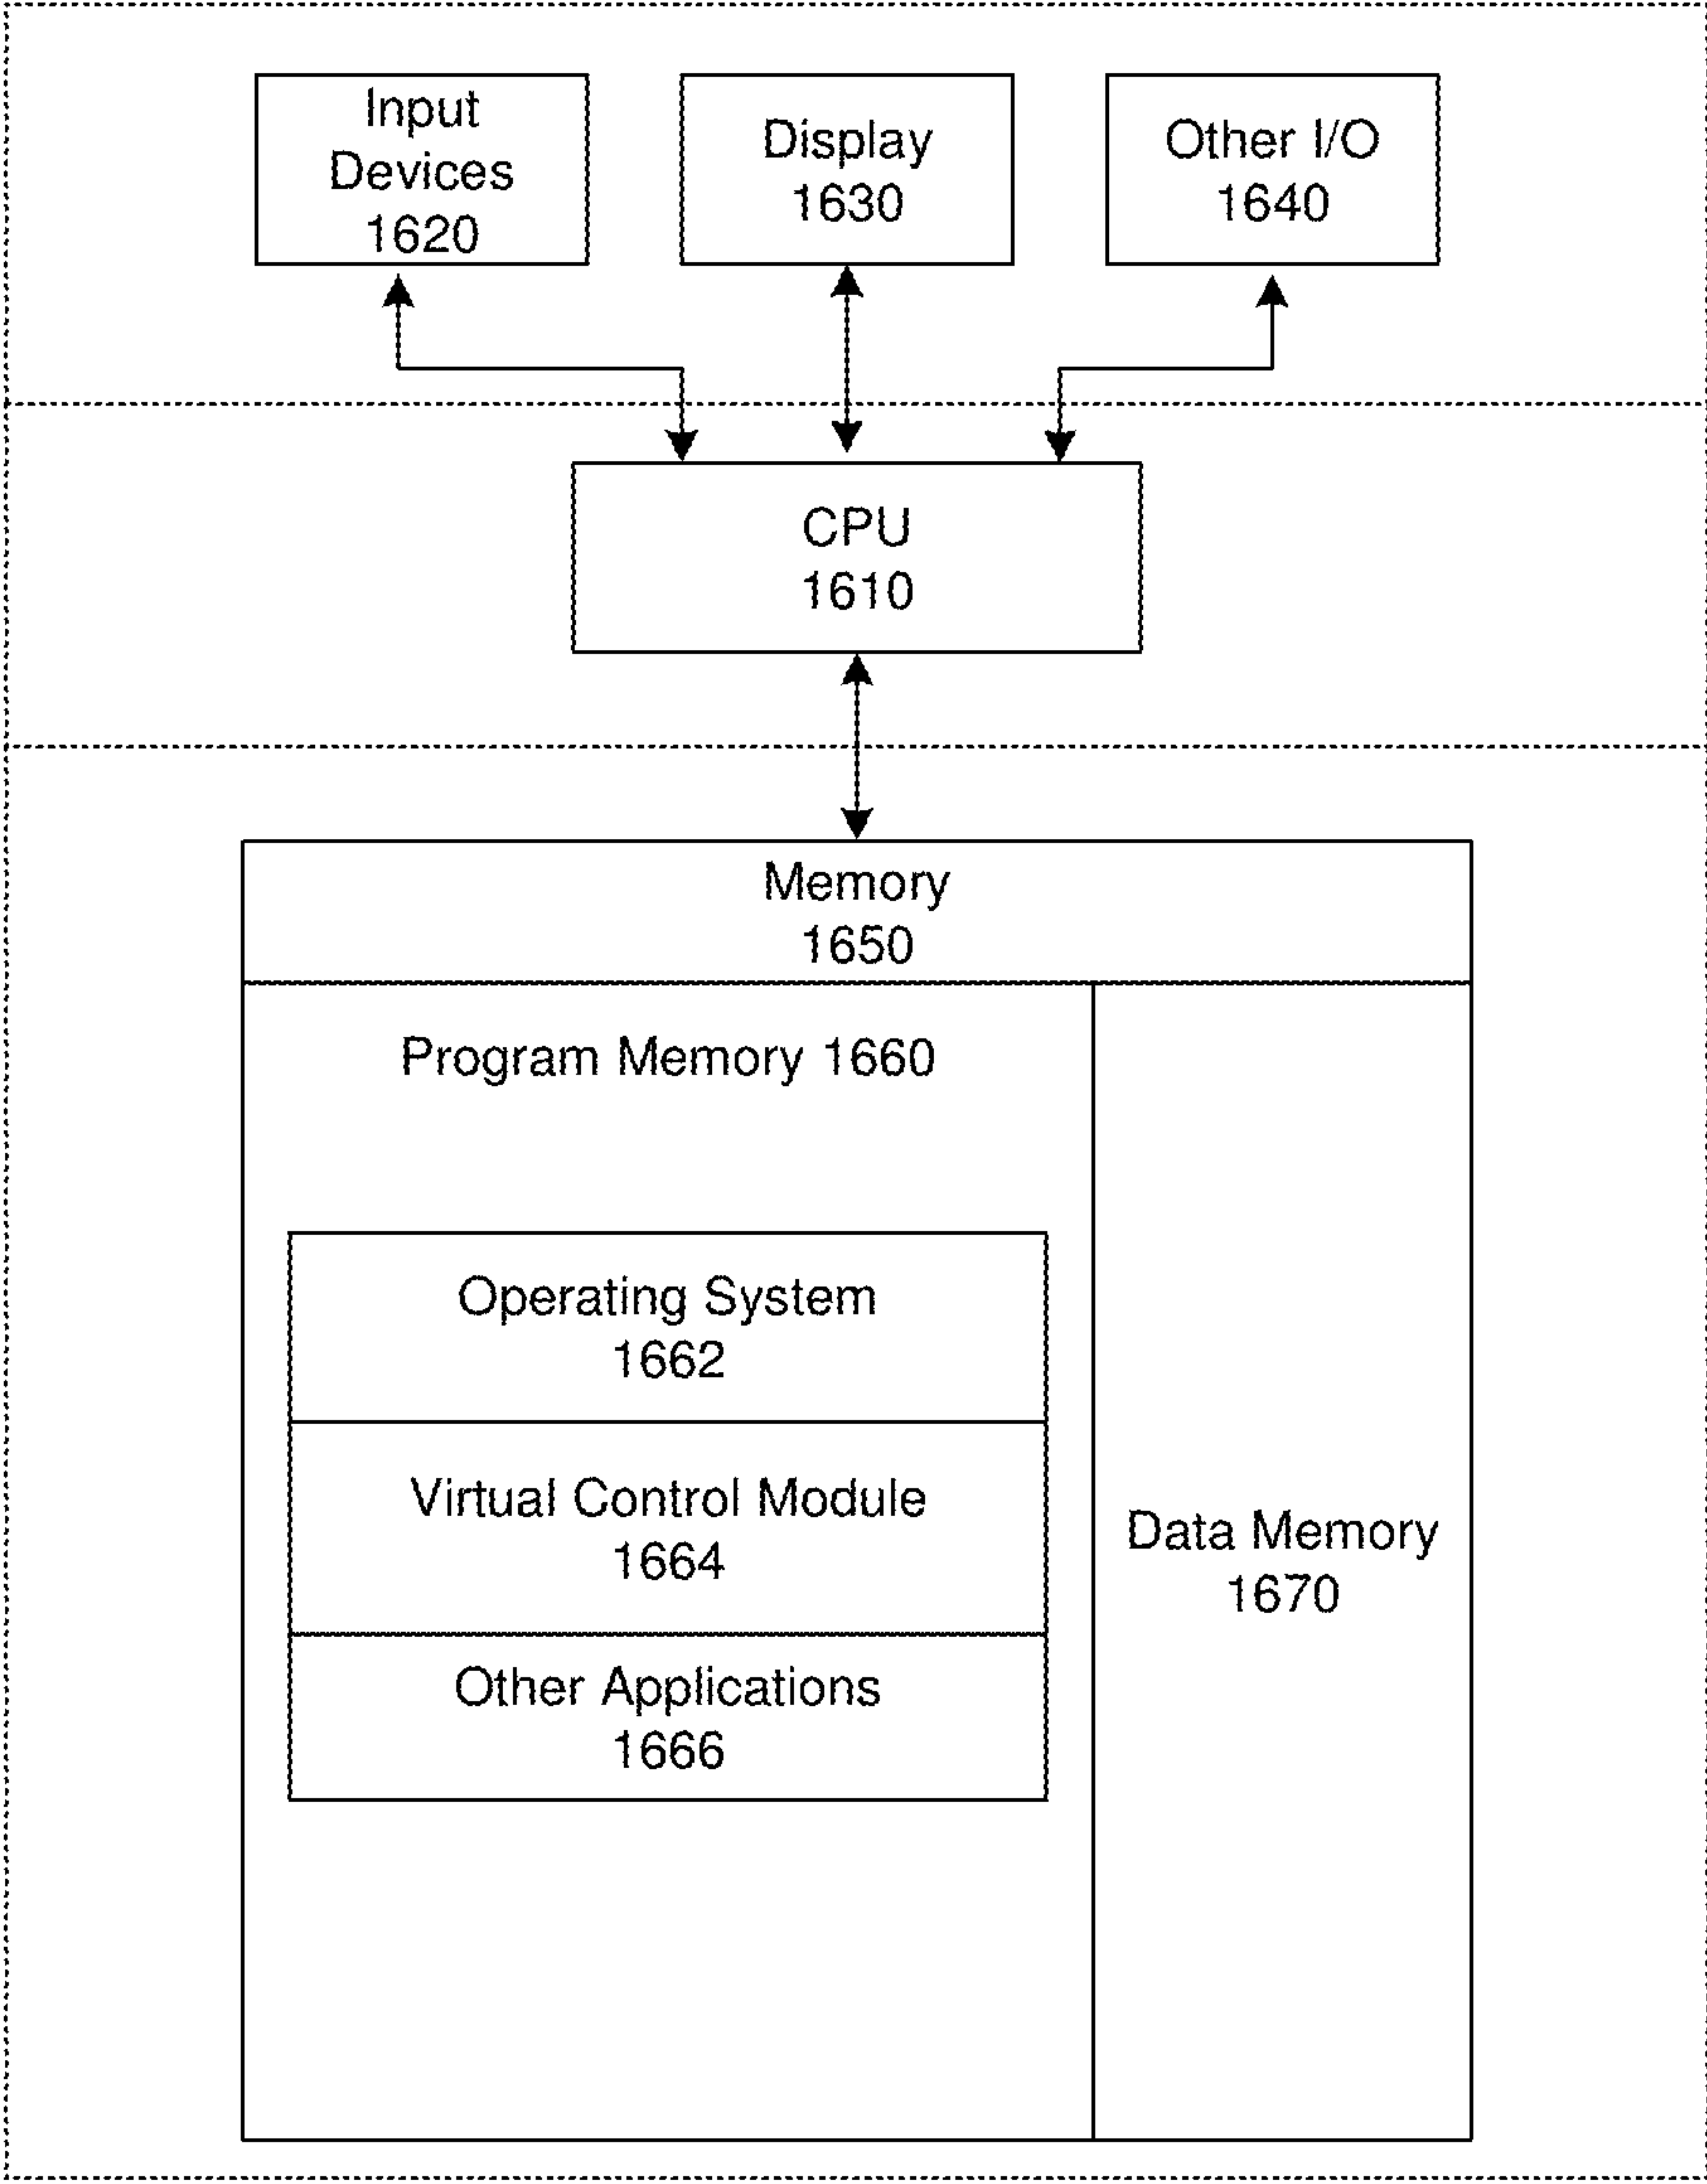 Input
Devices
1620
Display
1630
Other I/O
1640
CPU
1610
Memory
1650
Program Memory 1660
Operating System
1662
Virtual Control Module
1664
Other Applications
1666
Data Memory
1670